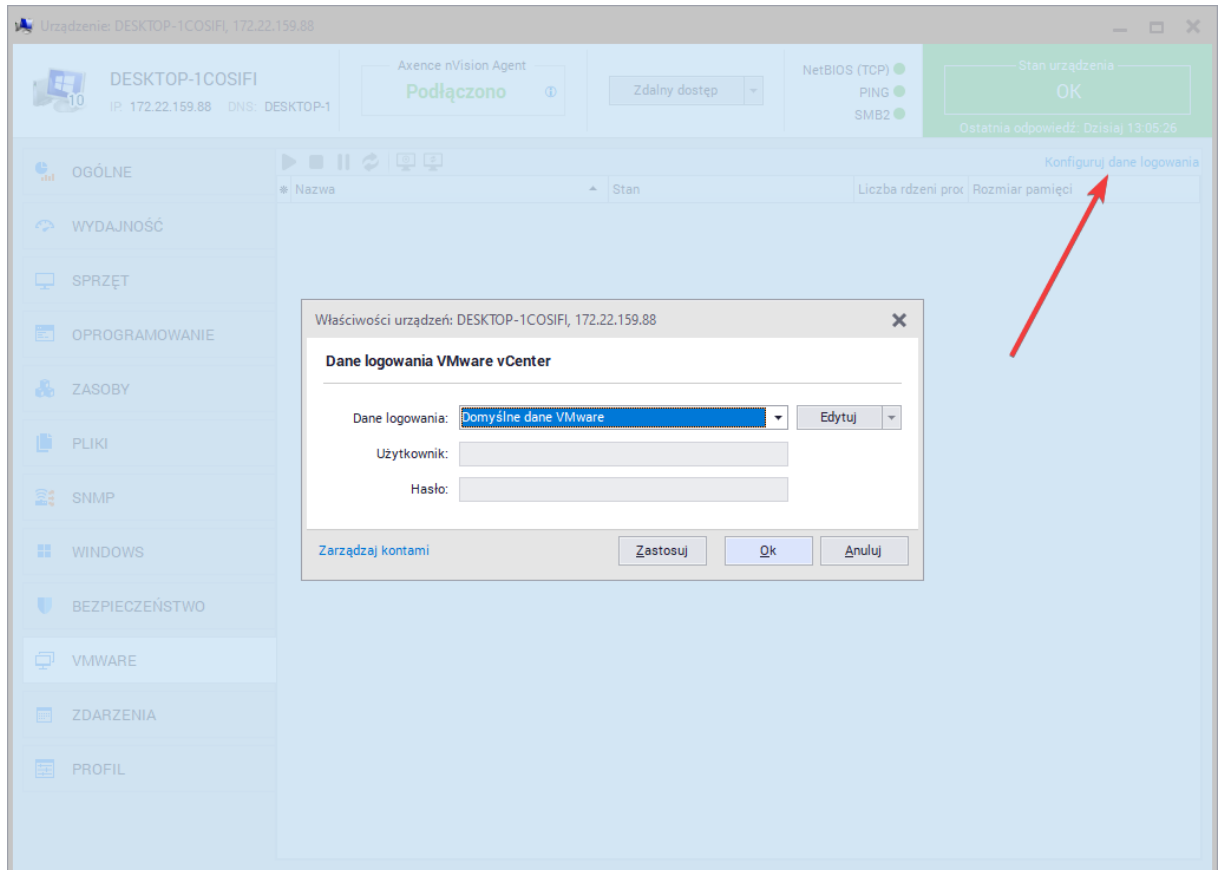 Urządzenie: DESKTOP-1COSIFI, 172.22.159.88
DESKTOP-1COSIFI
IP: 172.22.159.88 DNS: DESKTOP-1
10
Axence nVision Agent
Podłączono
Zdalny dostęp
NetBIOS (TCP)
PING
SMB2
Stan urządzenia
OK
Ostatnia odpowiedź: Dzisiaj 13:05:26
OGÓLNE
WYDAJNOŚĆ
SPRZĘT
OPROGRAMOWANIE
ZASOBY
PLIKI
SNMP
WINDOWS
BEZPIECZEŃSTWO
VMWARE
ZDARZENIA
PROFIL
Konfiguruj dane logowania
Nazwa Stan Liczba rdzeni proc Rozmiar pamięci
Właściwości urządzeń: DESKTOP-1COSIFI, 172.22.159.88
Dane logowania VMware vCenter
Dane logowania: Domyślne dane VMware Edytuj
Użytkownik:
Hasło:
Zarządzaj kontami Zastosuj Ok Anuluj